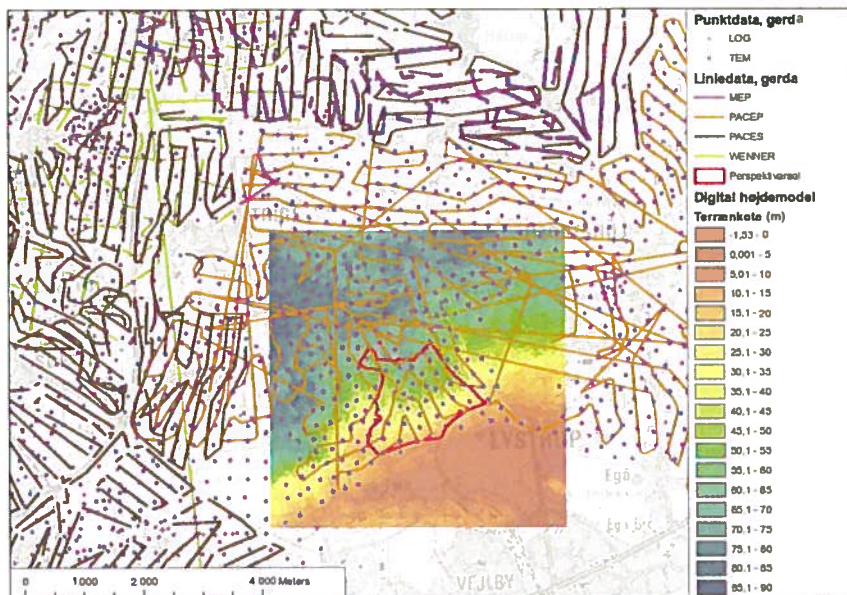 Punktdata, gerda
LOG
TEM
Liniedata, gerda
MEP
PACEP
PACES
WENNER
Perspektivareal
Digital højdemodel
Terrænkote (m)
-1,53 - 0
0,001 - 5
5,01 - 10
10,1 - 15
15,1 - 20
20,1 - 25
25,1 - 30
30,1 - 35
35,1 - 40
40,1 - 45
45,1 - 50
50,1 - 55
55,1 - 60
60,1 - 65
65,1 - 70
70,1 - 75
75,1 - 80
80,1 - 85
85,1 - 90
LYSTRUP
Egå
VEJLBY
0 1 000 2 000 4 000 Meters